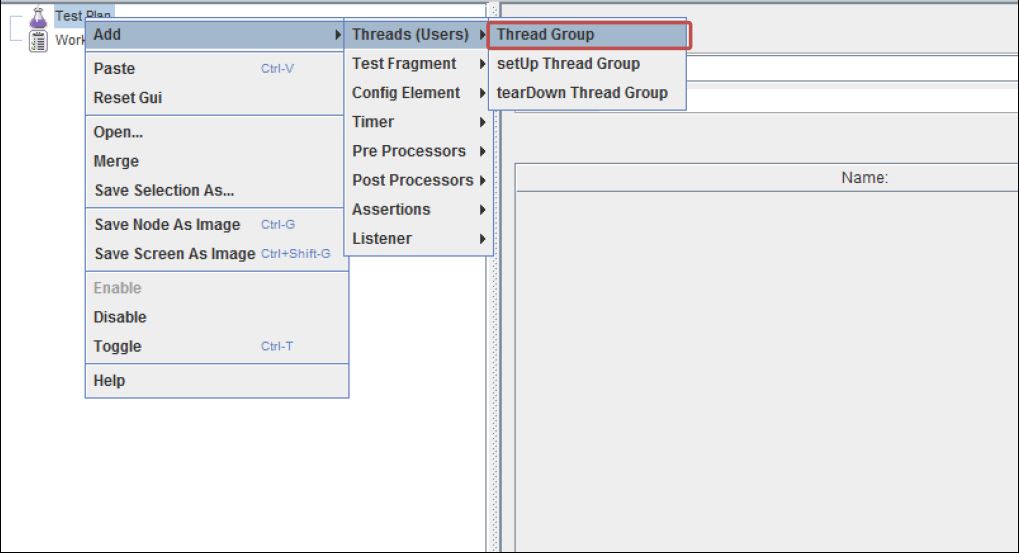 Test Plan
Work
Add
Paste Ctrl-V
Reset Gui
Open...
Merge
Save Selection As...
Save Node As Image Ctrl-G
Save Screen As Image Ctrl+Shift-G
Enable
Disable
Toggle Ctrl-T
Help
Threads (Users)
Test Fragment
Config Element
Timer
Pre Processors
Post Processors
Assertions
Listener
Thread Group
setUp Thread Group
tearDown Thread Group
Name: